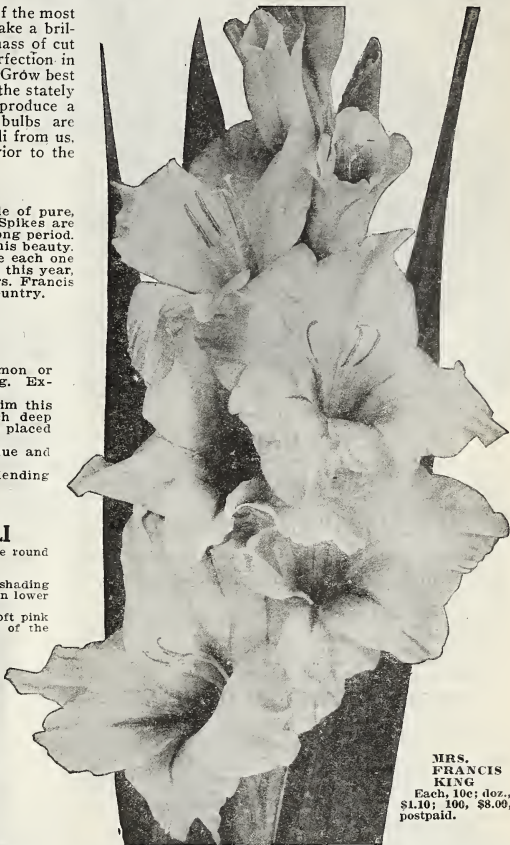 f the most
ake a bril-
ass of cut
rfection in
Grow best
the stately
produce a
bulbs are
li from us,
rior to the
le of pure,
Spikes are
ong period.
his beauty.
e each one
this year,
rs. Francis
untry.
mon or
g. Ex-
im this
h deep
placed
ue and
lending
LI
e round
shading
n lower
oft pink
of the
MRS.
FRANCIS
KING
Each, 10c; doz.,
$1.10; 100, $8.00,
postpaid.